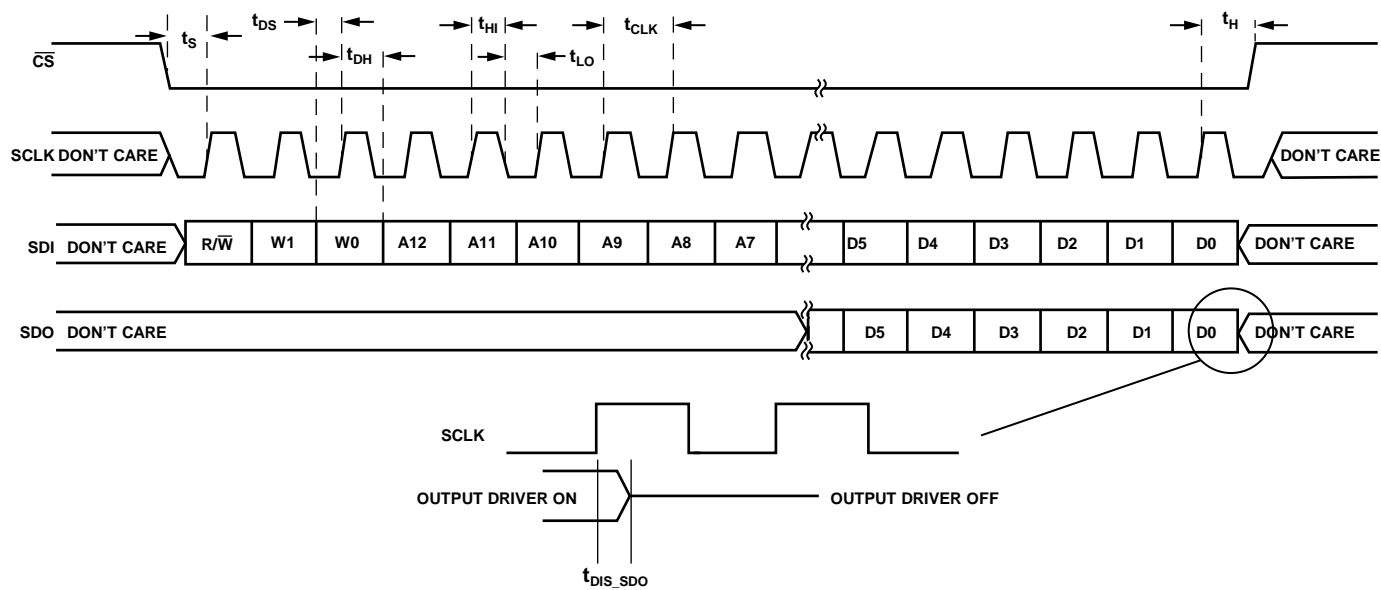 tS tDS tDH tHI tLO tCLK tH
C̅S̅
SCLK DON'T CARE DON'T CARE
SDI DON'T CARE R/W̅ W1 W0 A12 A11 A10 A9 A8 A7 D5 D4 D3 D2 D1 D0 DON'T CARE
SDO DON'T CARE D5 D4 D3 D2 D1 D0 DON'T CARE
SCLK
OUTPUT DRIVER ON OUTPUT DRIVER OFF
tDIS_SDO